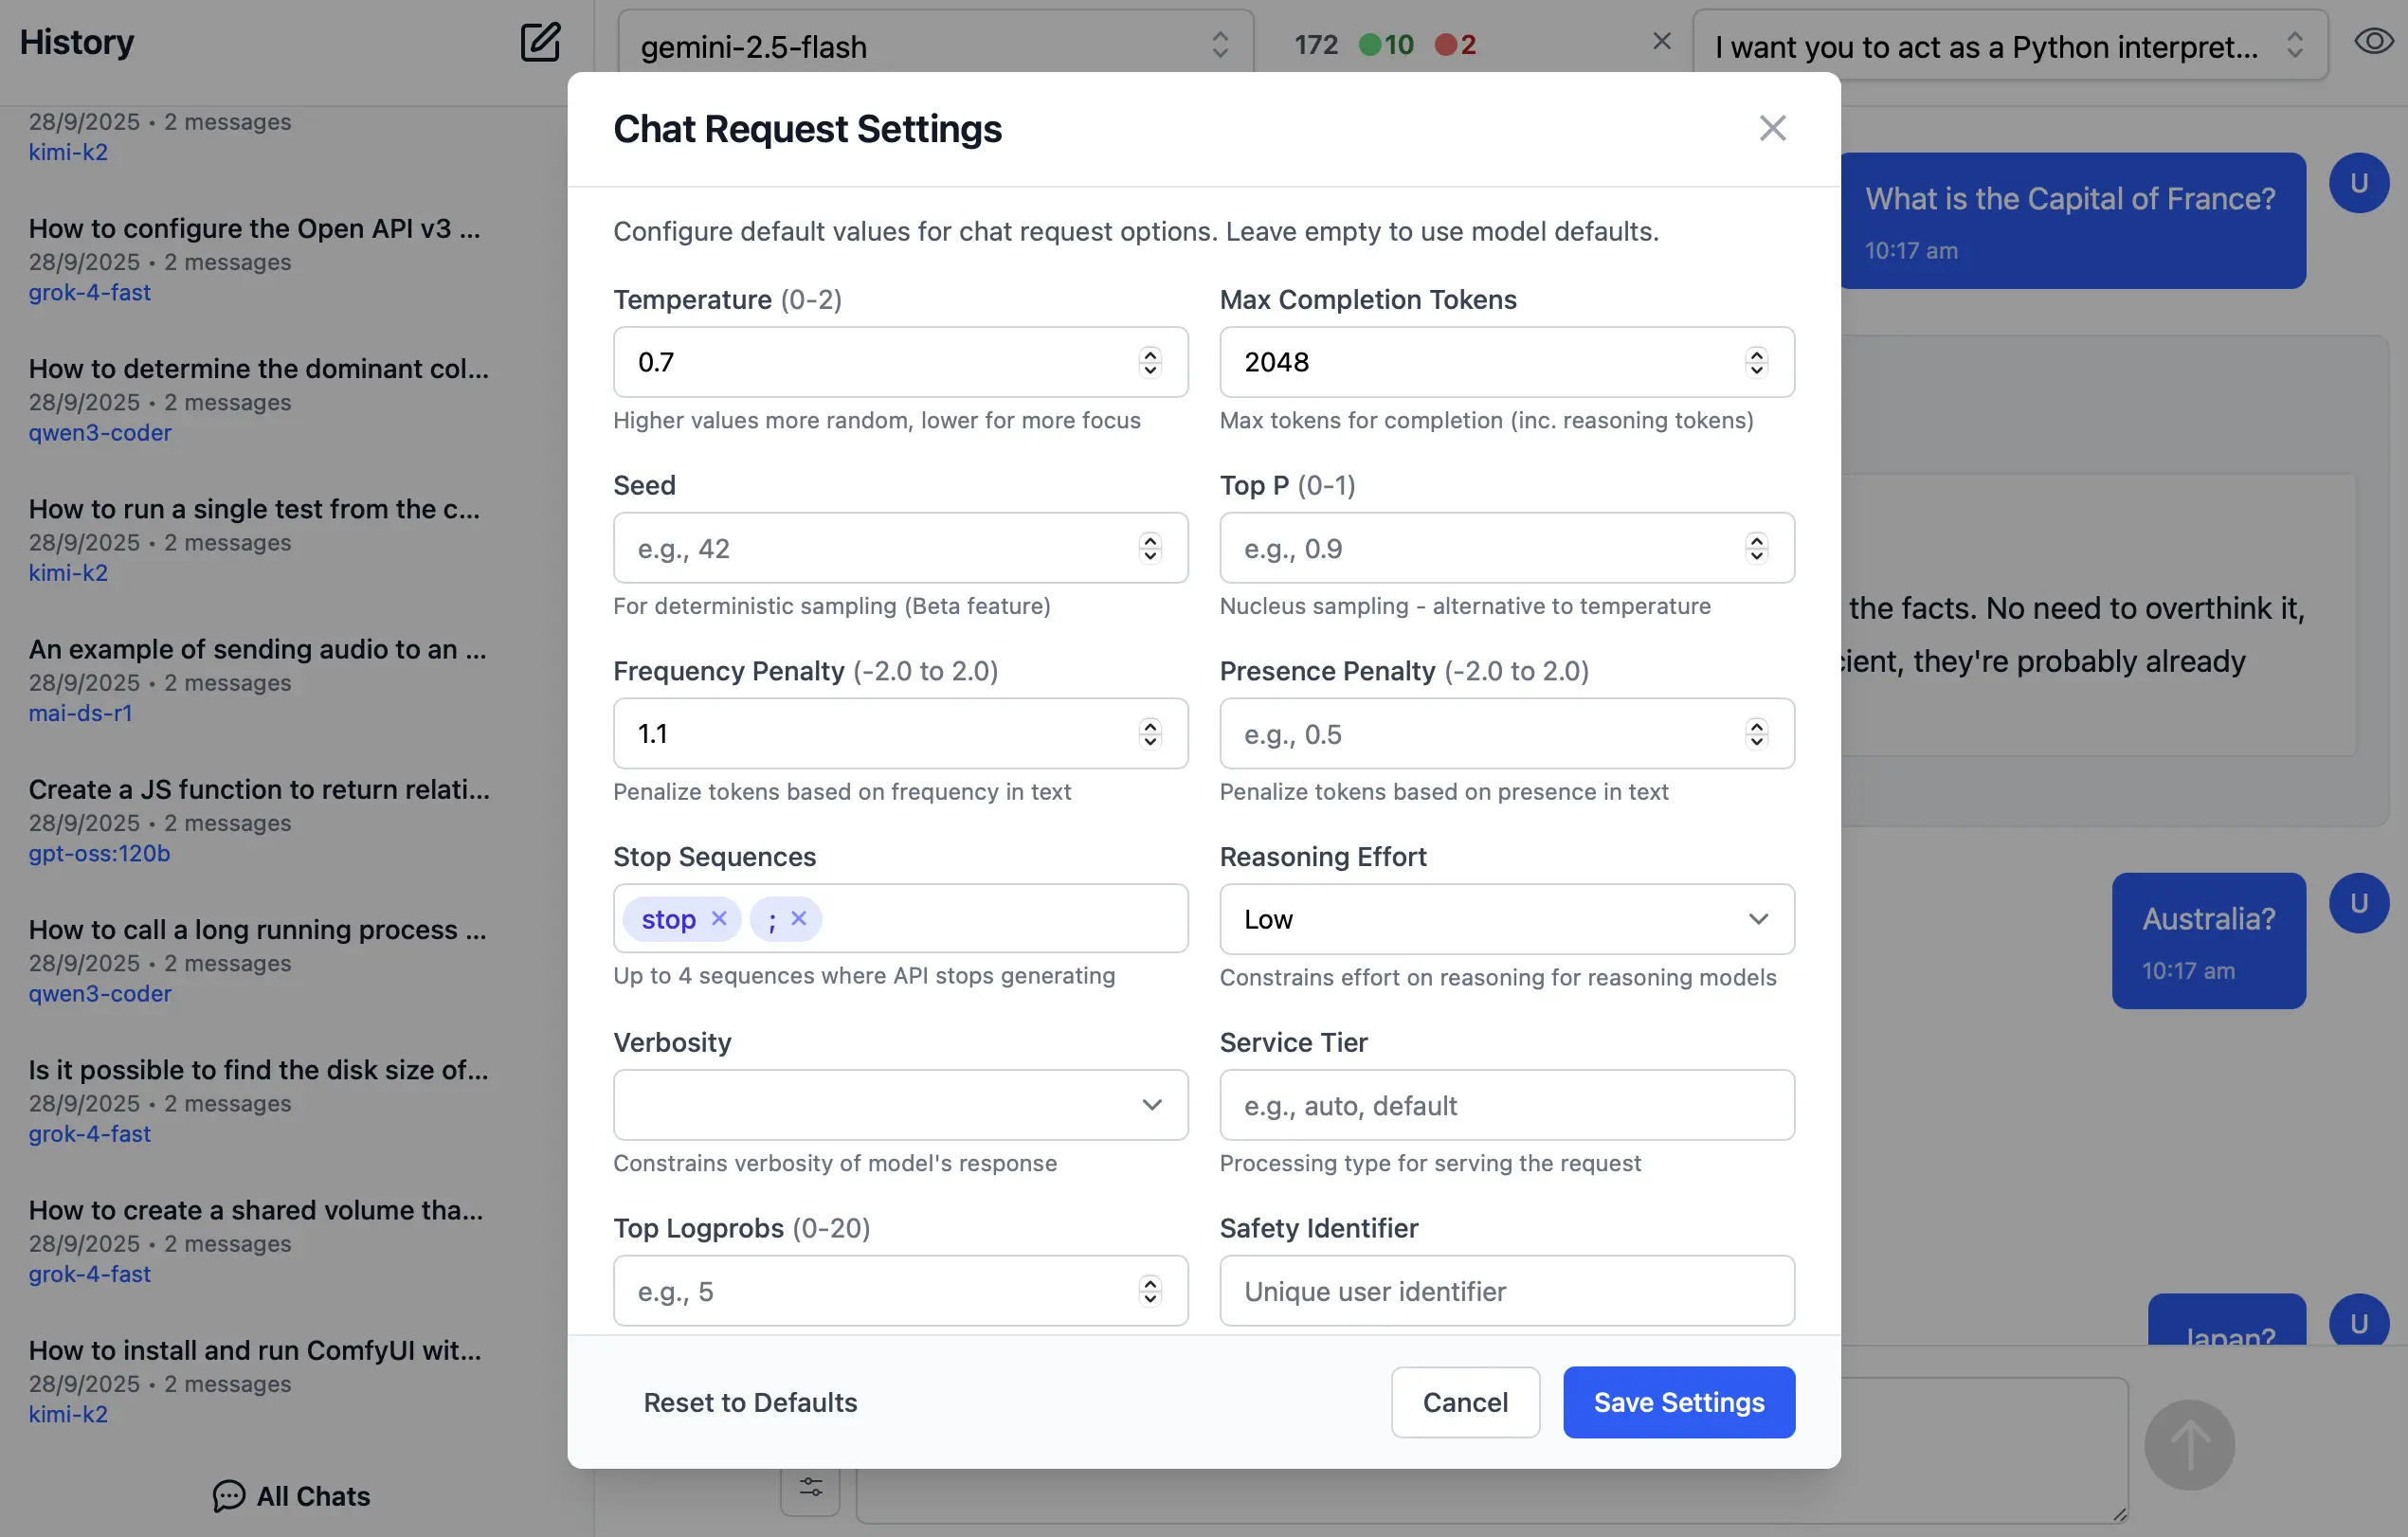 History
gemini-2.5-flash
172 10 2
I want you to act as a Python interpret...
28/9/2025 • 2 messages
kimi-k2
How to configure the Open API v3 ...
28/9/2025 • 2 messages
grok-4-fast
How to determine the dominant col...
28/9/2025 • 2 messages
qwen3-coder
How to run a single test from the c...
28/9/2025 • 2 messages
kimi-k2
An example of sending audio to an ...
28/9/2025 • 2 messages
mai-ds-r1
Create a JS function to return relati...
28/9/2025 • 2 messages
gpt-oss:120b
How to call a long running process ...
28/9/2025 • 2 messages
qwen3-coder
Is it possible to find the disk size of...
28/9/2025 • 2 messages
grok-4-fast
How to create a shared volume tha...
28/9/2025 • 2 messages
grok-4-fast
How to install and run ComfyUI wit...
28/9/2025 • 2 messages
kimi-k2
All Chats
Chat Request Settings
Configure default values for chat request options. Leave empty to use model defaults.
Temperature (0-2)
0.7
Higher values more random, lower for more focus
Max Completion Tokens
2048
Max tokens for completion (inc. reasoning tokens)
Seed
e.g., 42
For deterministic sampling (Beta feature)
Top P (0-1)
e.g., 0.9
Nucleus sampling - alternative to temperature
Frequency Penalty (-2.0 to 2.0)
1.1
Penalize tokens based on frequency in text
Presence Penalty (-2.0 to 2.0)
e.g., 0.5
Penalize tokens based on presence in text
Stop Sequences
stop ;
Up to 4 sequences where API stops generating
Reasoning Effort
Low
Constrains effort on reasoning for reasoning models
Verbosity
Constrains verbosity of model's response
Service Tier
e.g., auto, default
Processing type for serving the request
Top Logprobs (0-20)
e.g., 5
Safety Identifier
Unique user identifier
Reset to Defaults
Cancel
Save Settings
What is the Capital of France?
10:17 am
U
the facts. No need to overthink it,
they're probably already
Australia?
10:17 am
U
Japan?
U